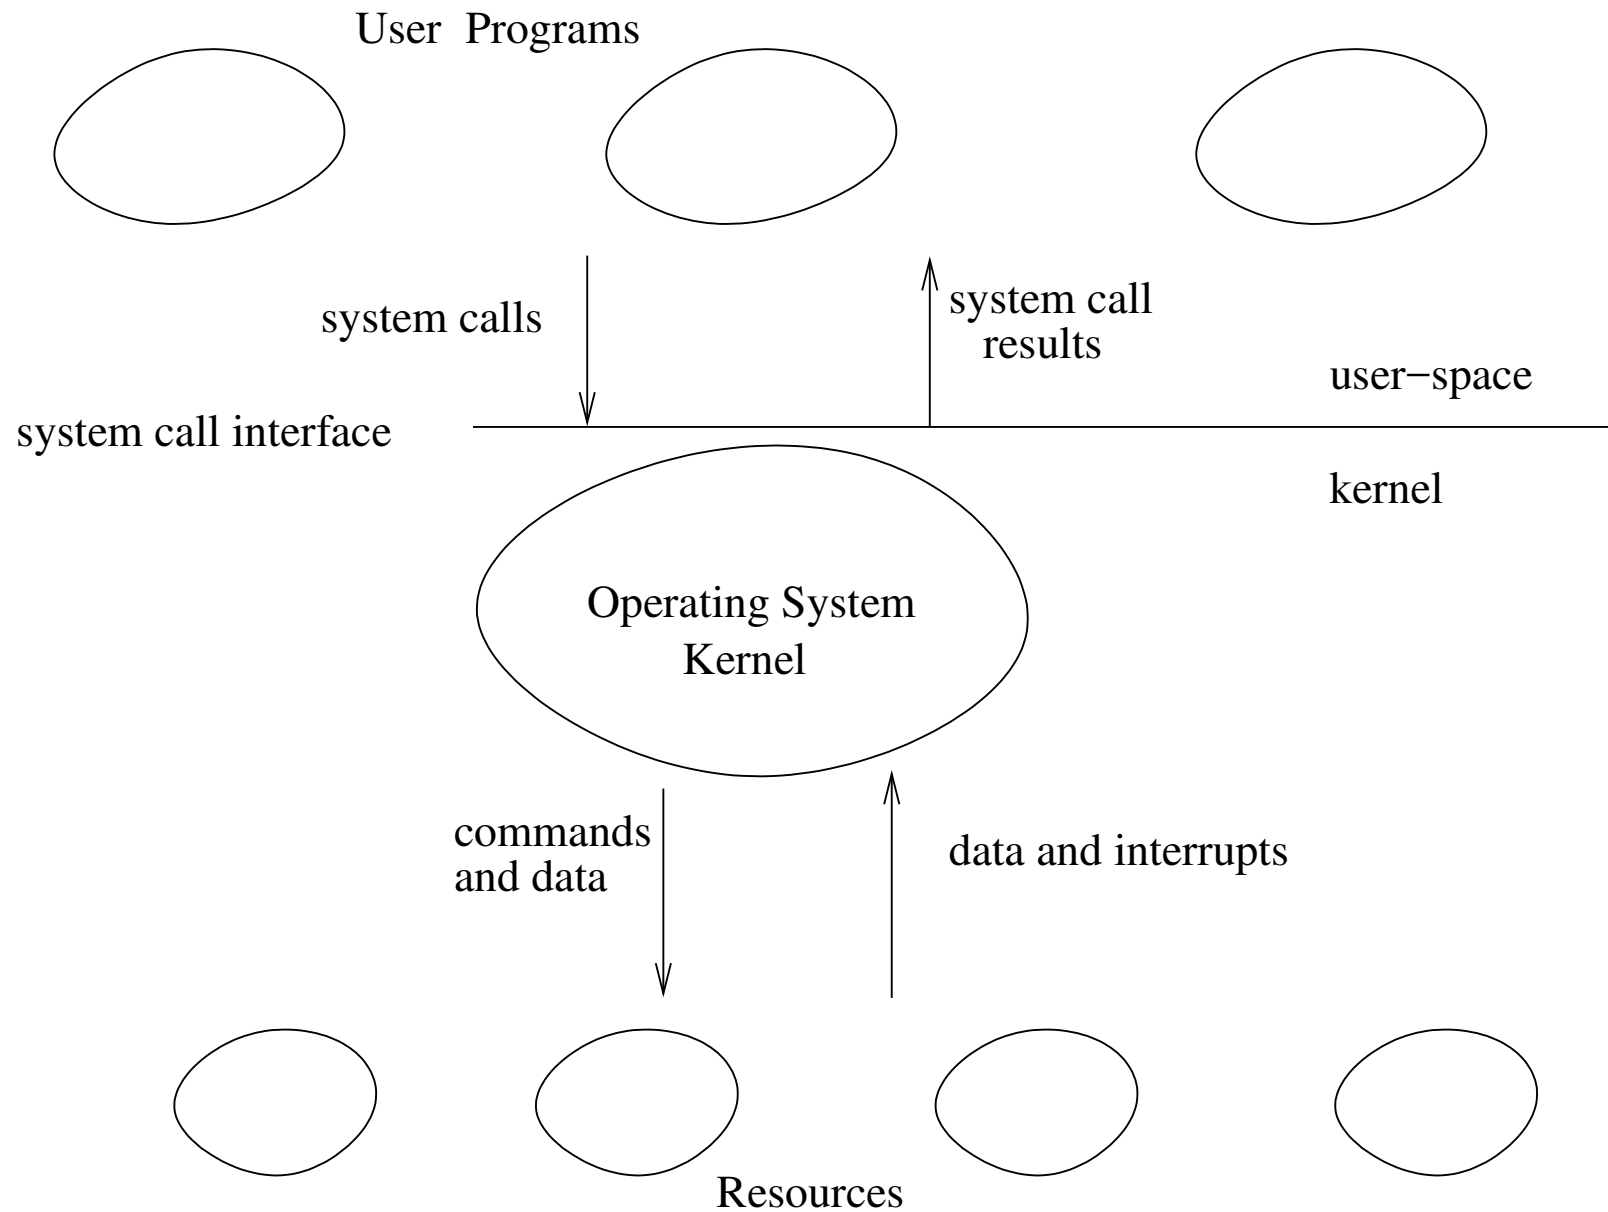 User Programs
system calls
system call
results
user−space
system call interface
kernel
Operating System
Kernel
commands
and data
data and interrupts
Resources